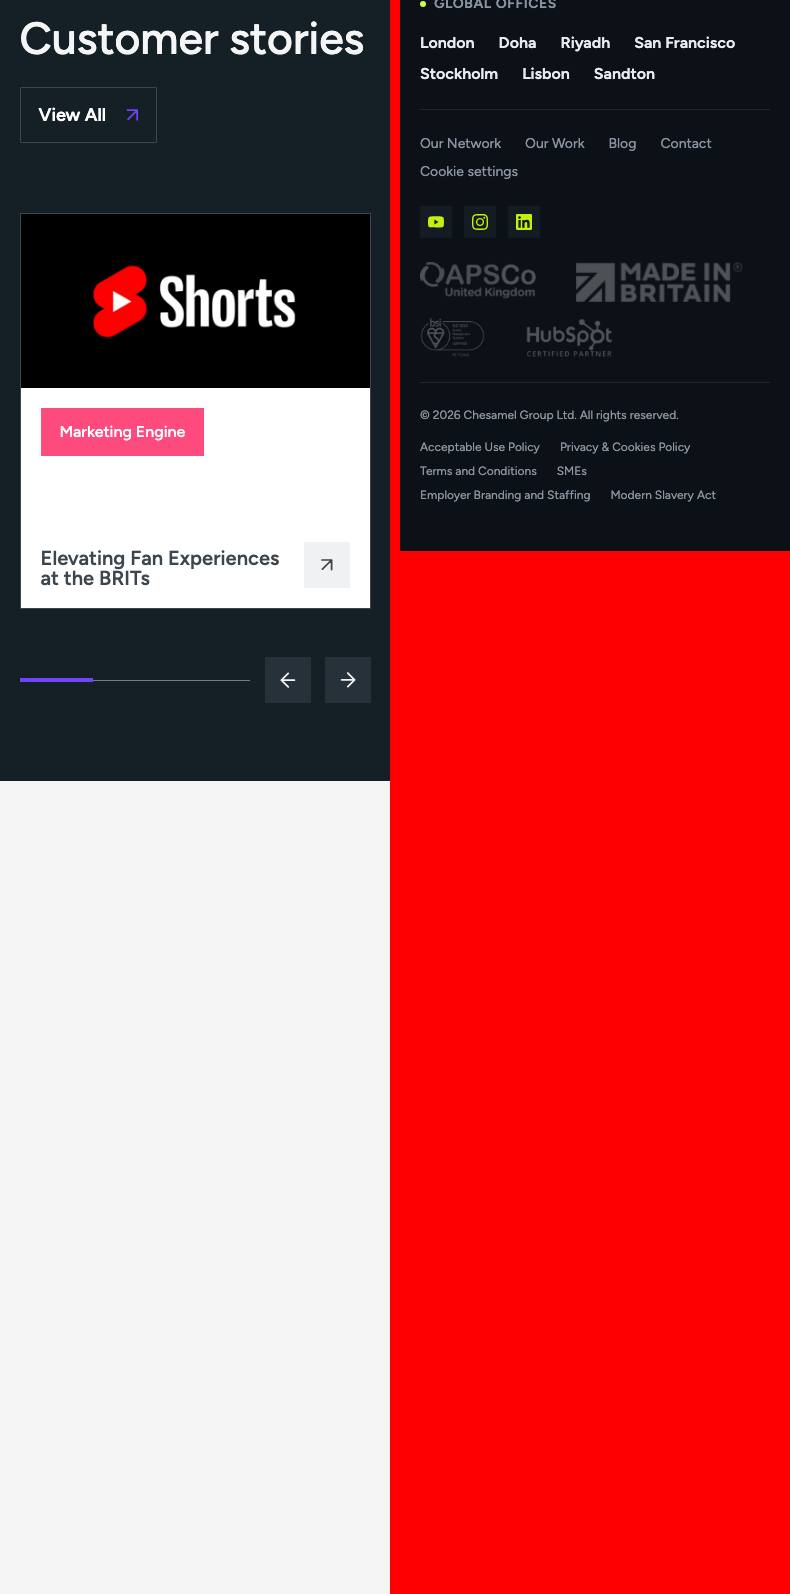 Customer stories
View All
Shorts
Marketing Engine
Elevating Fan Experiences
at the BRITs
GLOBAL OFFICES
London Doha Riyadh San Francisco
Stockholm Lisbon Sandton
Our Network Our Work Blog Contact
Cookie settings
APSCo
United Kingdom
MADE IN
BRITAIN®
bsi
HubSpot
CERTIFIED PARTNER
© 2026 Chesamel Group Ltd. All rights reserved.
Acceptable Use Policy Privacy & Cookies Policy
Terms and Conditions SMEs
Employer Branding and Staffing Modern Slavery Act